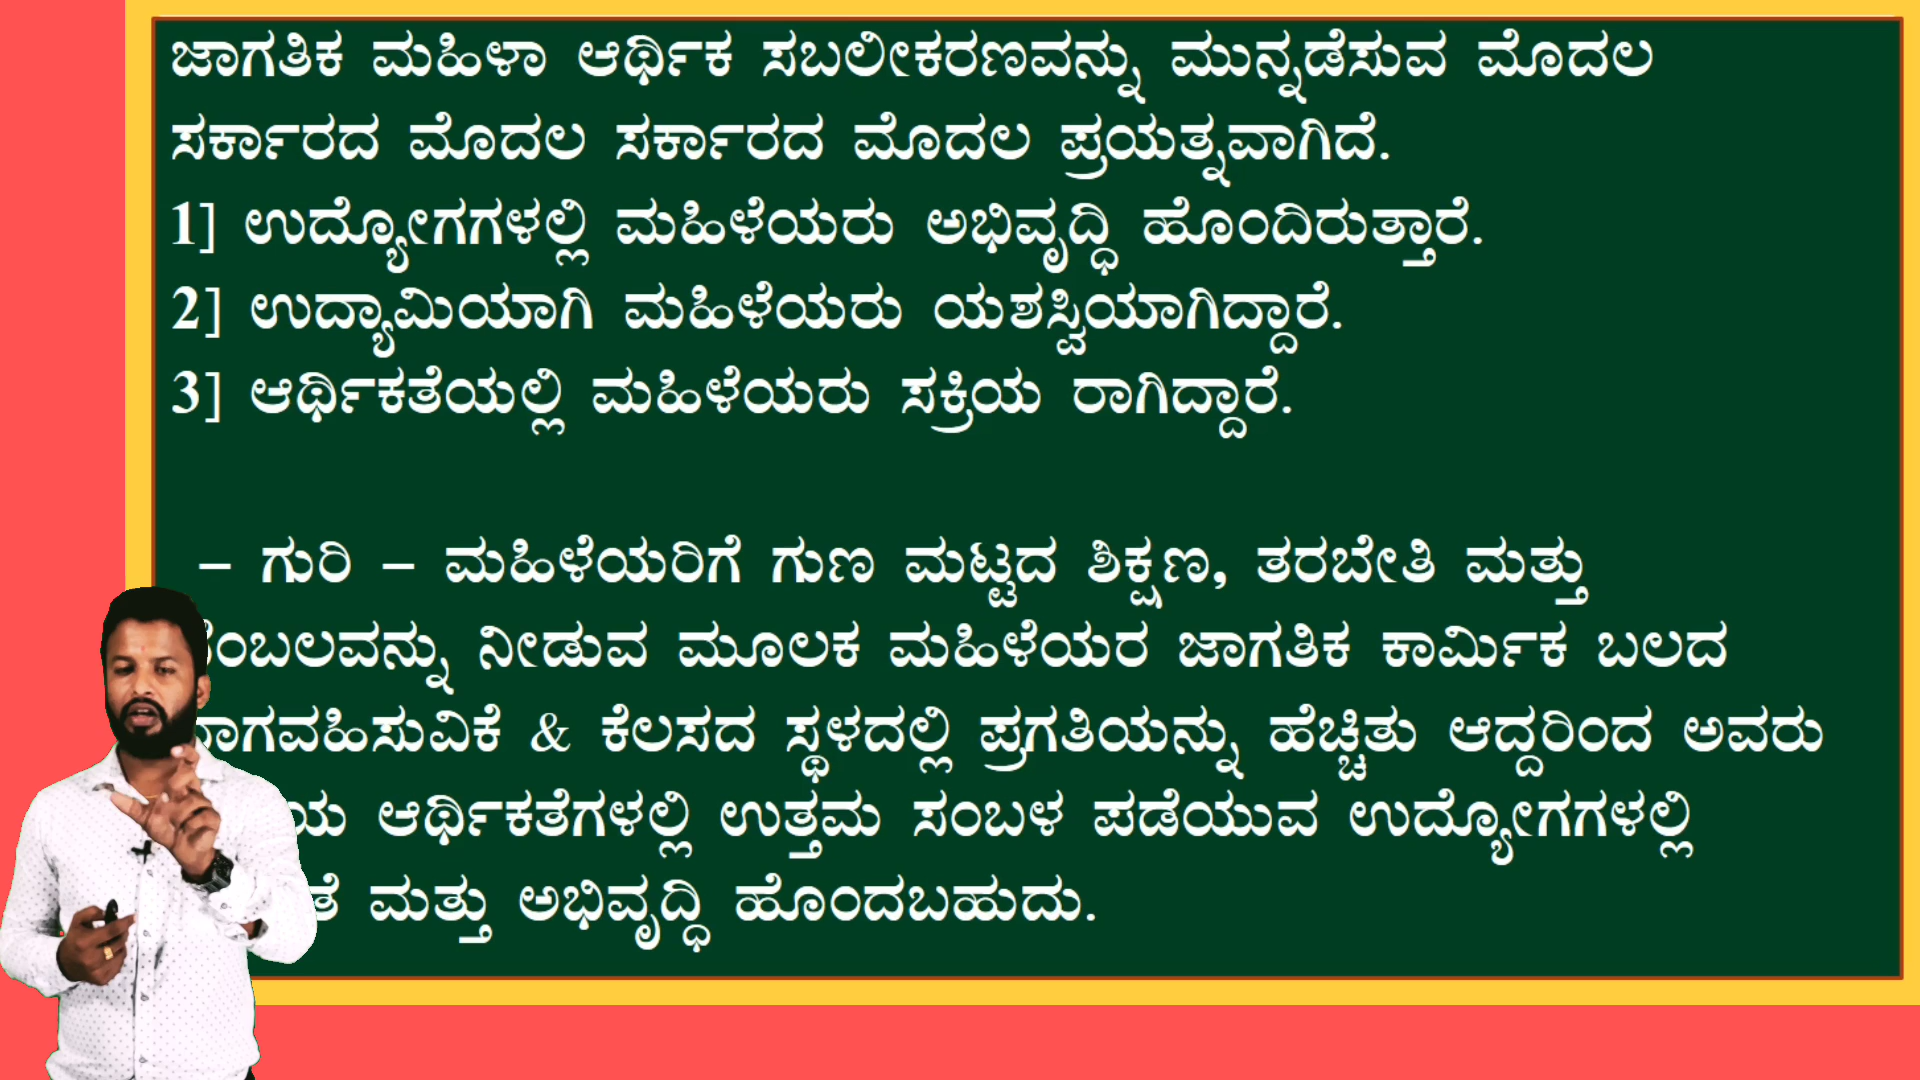 ಜಾಗತಿಕ ಮಹಿಳಾ ಆರ್ಥಿಕ ಸಬಲೀಕರಣವನ್ನು ಮುನ್ನಡೆಸುವ ಮೊದಲ
ಸರ್ಕಾರದ ಮೊದಲ ಸರ್ಕಾರದ ಮೊದಲ ಪ್ರಯತ್ನವಾಗಿದೆ.
1] ಉದ್ಯೋಗಗಳಲ್ಲಿ ಮಹಿಳೆಯರು ಅಭಿವೃದ್ಧಿ ಹೊಂದಿರುತ್ತಾರೆ.
2] ಉದ್ಯಾಮಿಯಾಗಿ ಮಹಿಳೆಯರು ಯಶಸ್ವಿಯಾಗಿದ್ದಾರೆ.
3] ಆರ್ಥಿಕತೆಯಲ್ಲಿ ಮಹಿಳೆಯರು ಸಕ್ರಿಯ ರಾಗಿದ್ದಾರೆ.
– ಗುರಿ – ಮಹಿಳೆಯರಿಗೆ ಗುಣ ಮಟ್ಟದ ಶಿಕ್ಷಣ, ತರಬೇತಿ ಮತ್ತು
ನೀಡುವ ಮೂಲಕ ಮಹಿಳೆಯರ ಜಾಗತಿಕ ಕಾರ್ಮಿಕ ಬಲದ
& ಕೆಲಸದ ಸ್ಥಳದಲ್ಲಿ ಪ್ರಗತಿಯನ್ನು ಹೆಚ್ಚಿತು ಆದ್ದರಿಂದ ಅವರು
ಆರ್ಥಿಕತೆಗಳಲ್ಲಿ ಉತ್ತಮ ಸಂಬಳ ಪಡೆಯುವ ಉದ್ಯೋಗಗಳಲ್ಲಿ
ಮತ್ತು ಅಭಿವೃದ್ಧಿ ಹೊಂದಬಹುದು.